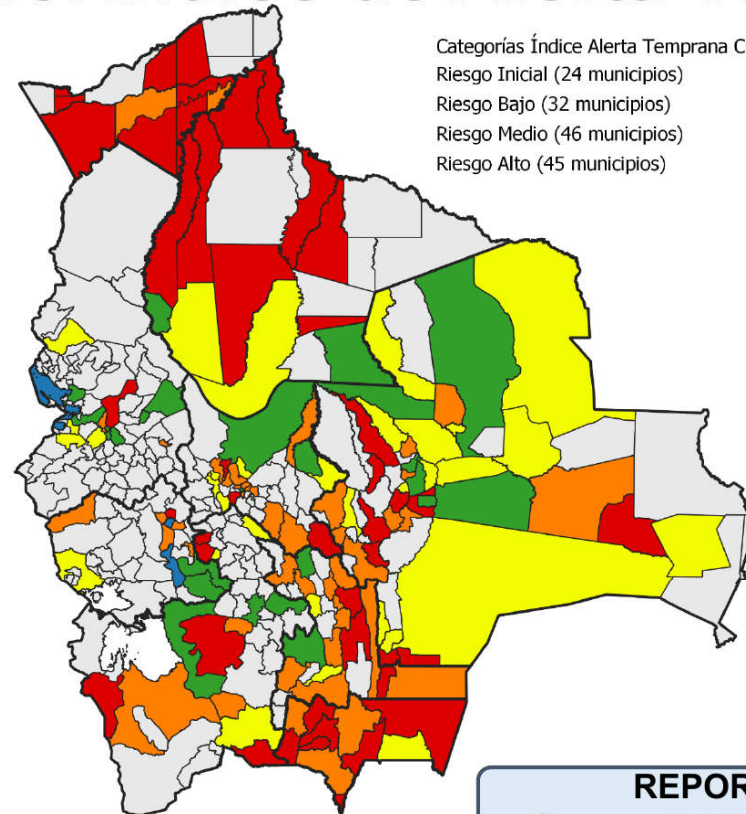 Categorías Índice Alerta Temprana C
Riesgo Inicial (24 municipios)
Riesgo Bajo (32 municipios)
Riesgo Medio (46 municipios)
Riesgo Alto (45 municipios)
REPOR